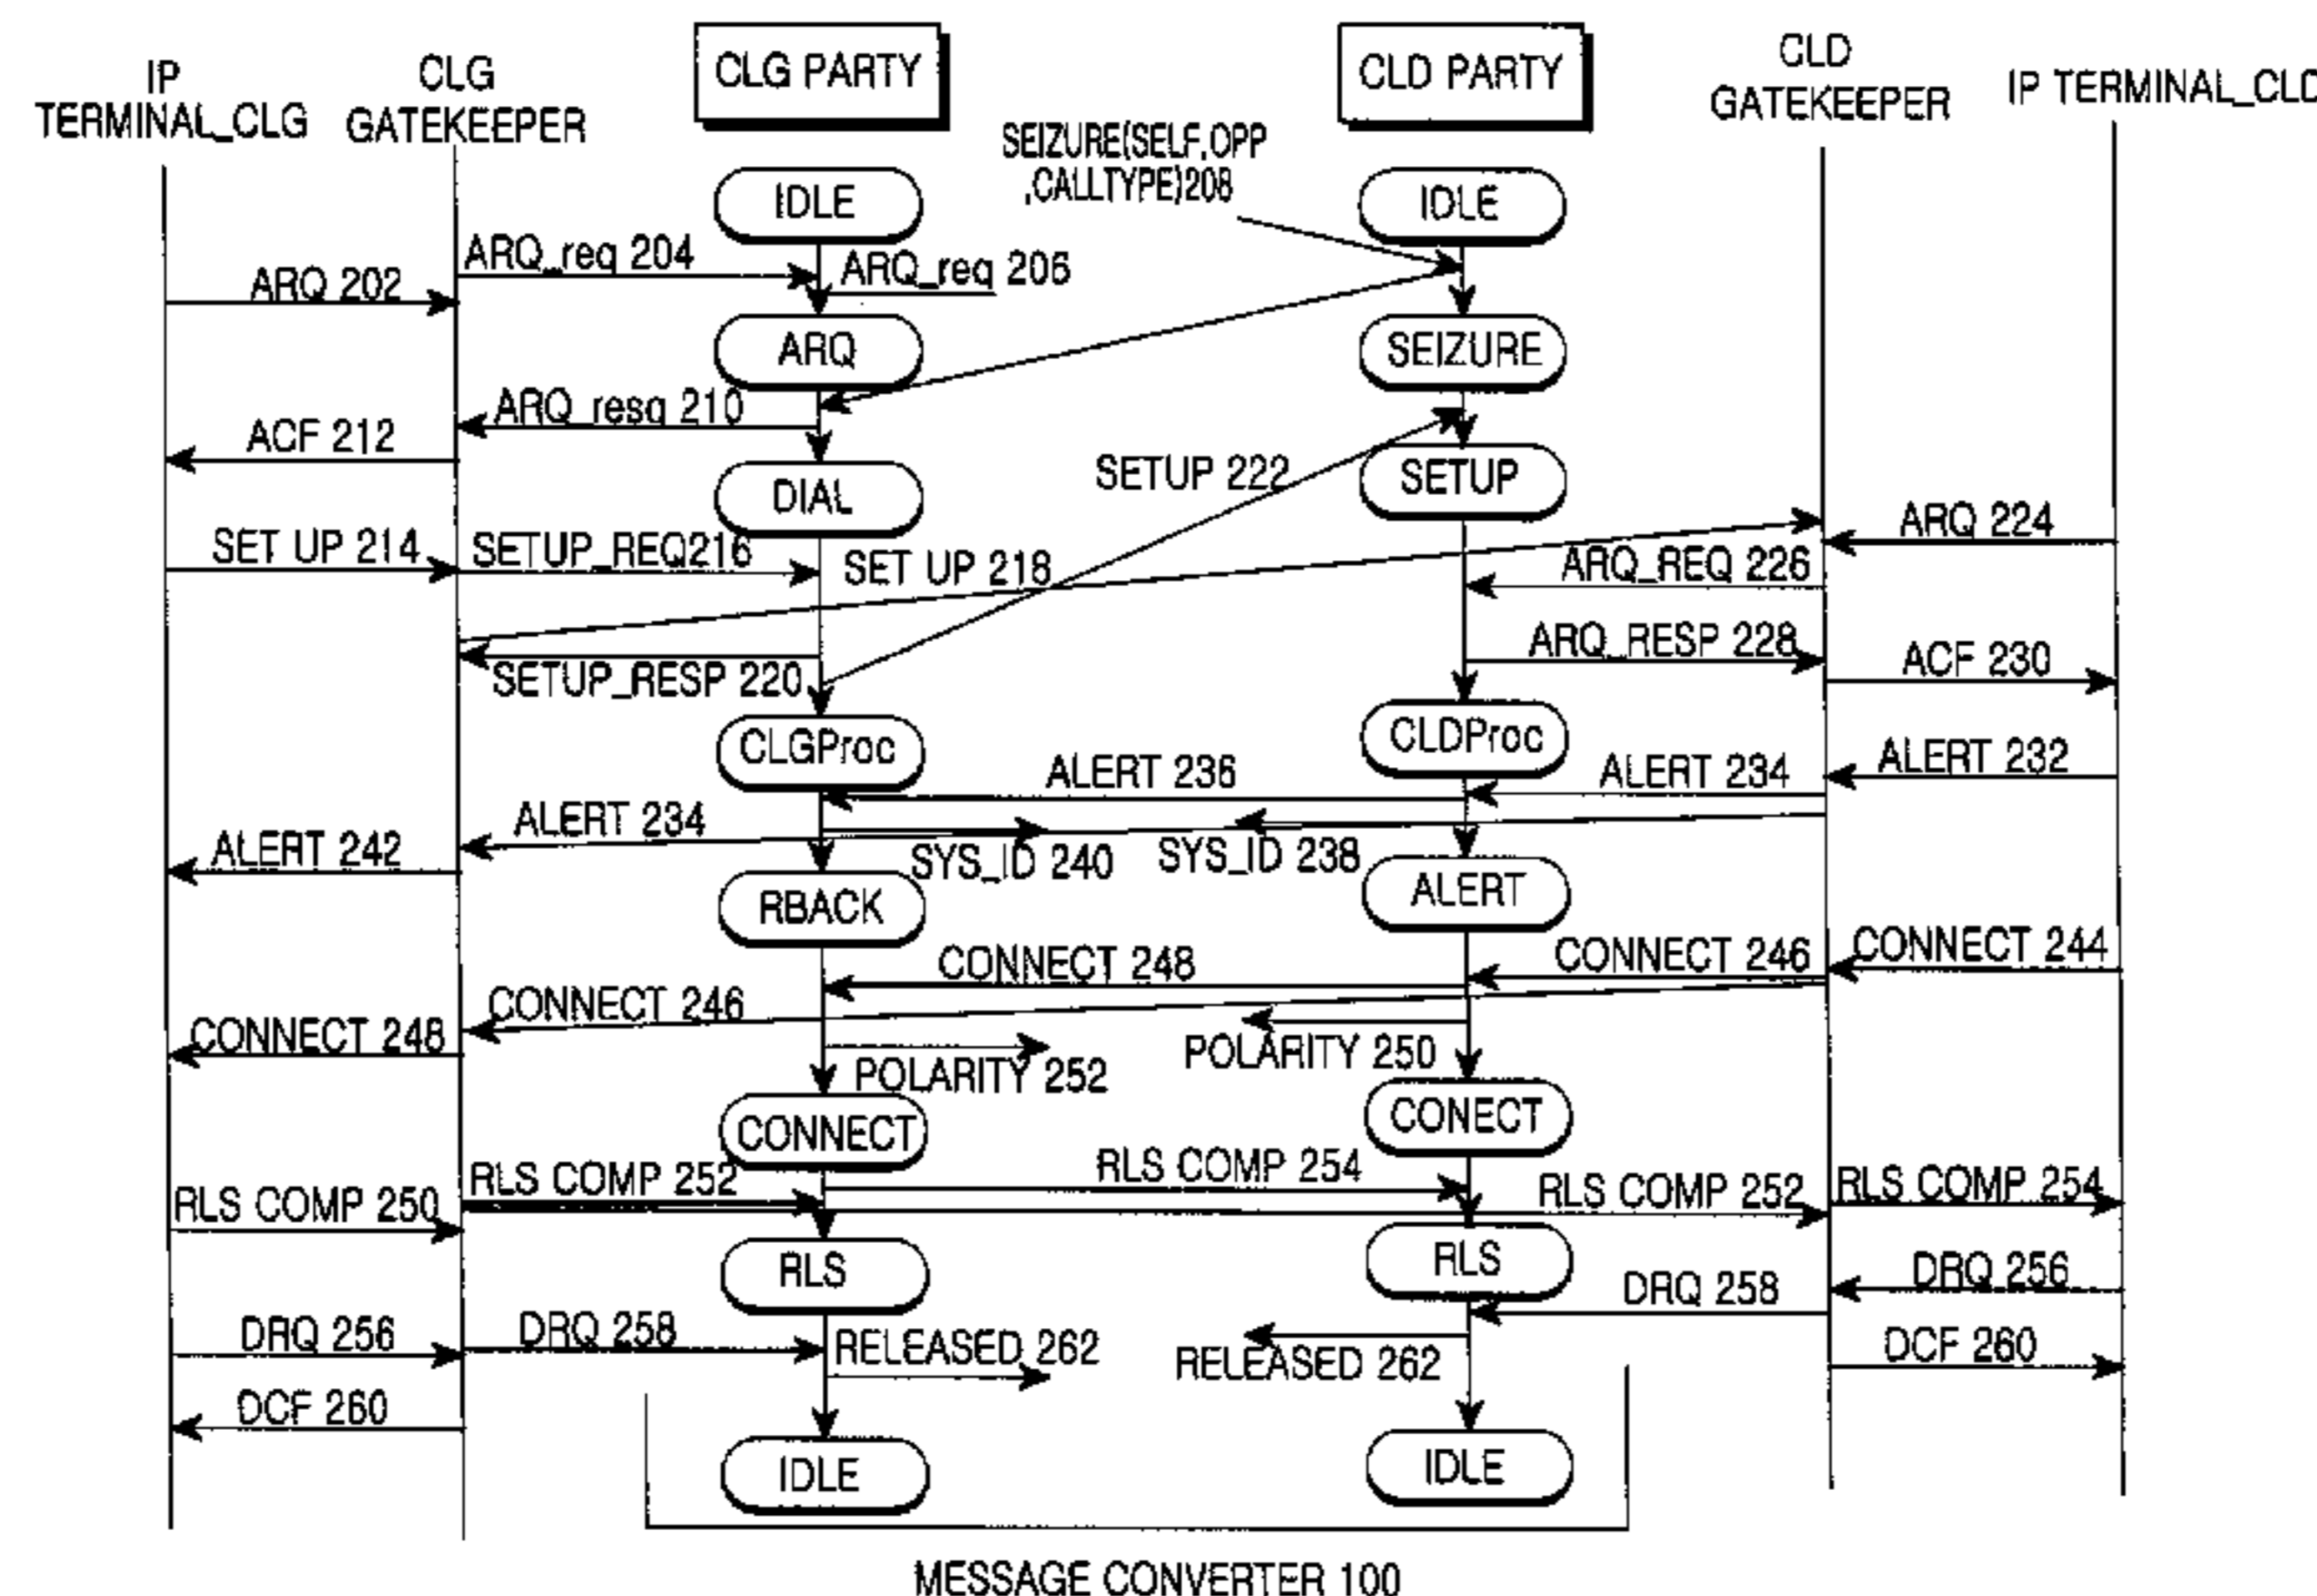 IP
TERMINAL_CLG
CLG
GATEKEEPER
CLG PARTY
CLD PARTY
CLD
GATEKEEPER
IP TERMINAL_CLD
SEIZURE(SELF,OPP
,CALLTYPE)208
IDLE
IDLE
ARQ_req 204
ARQ_req 206
ARQ 202
ARQ
SEIZURE
ARQ_resq 210
ACF 212
DIAL
SETUP 222
SETUP
ARQ 224
SET UP 214
SETUP_REQ216
SET UP 218
ARQ_REQ 226
SETUP_RESP 220
ARQ_RESP 228
ACF 230
CLGProc
CLDProc
ALERT 236
ALERT 234
ALERT 232
ALERT 234
ALERT 242
SYS_ID 240
SYS_ID 238
RBACK
ALERT
CONNECT 248
CONNECT 246
CONNECT 244
CONNECT 246
CONNECT 248
POLARITY 252
POLARITY 250
CONNECT
CONECT
RLS COMP 250
RLS COMP 252
RLS COMP 254
RLS COMP 252
RLS COMP 254
RLS
RLS
DRQ 258
DRQ 256
DRQ 256
DRQ 258
RELEASED 262
RELEASED 262
DCF 260
DCF 260
IDLE
IDLE
MESSAGE CONVERTER 100